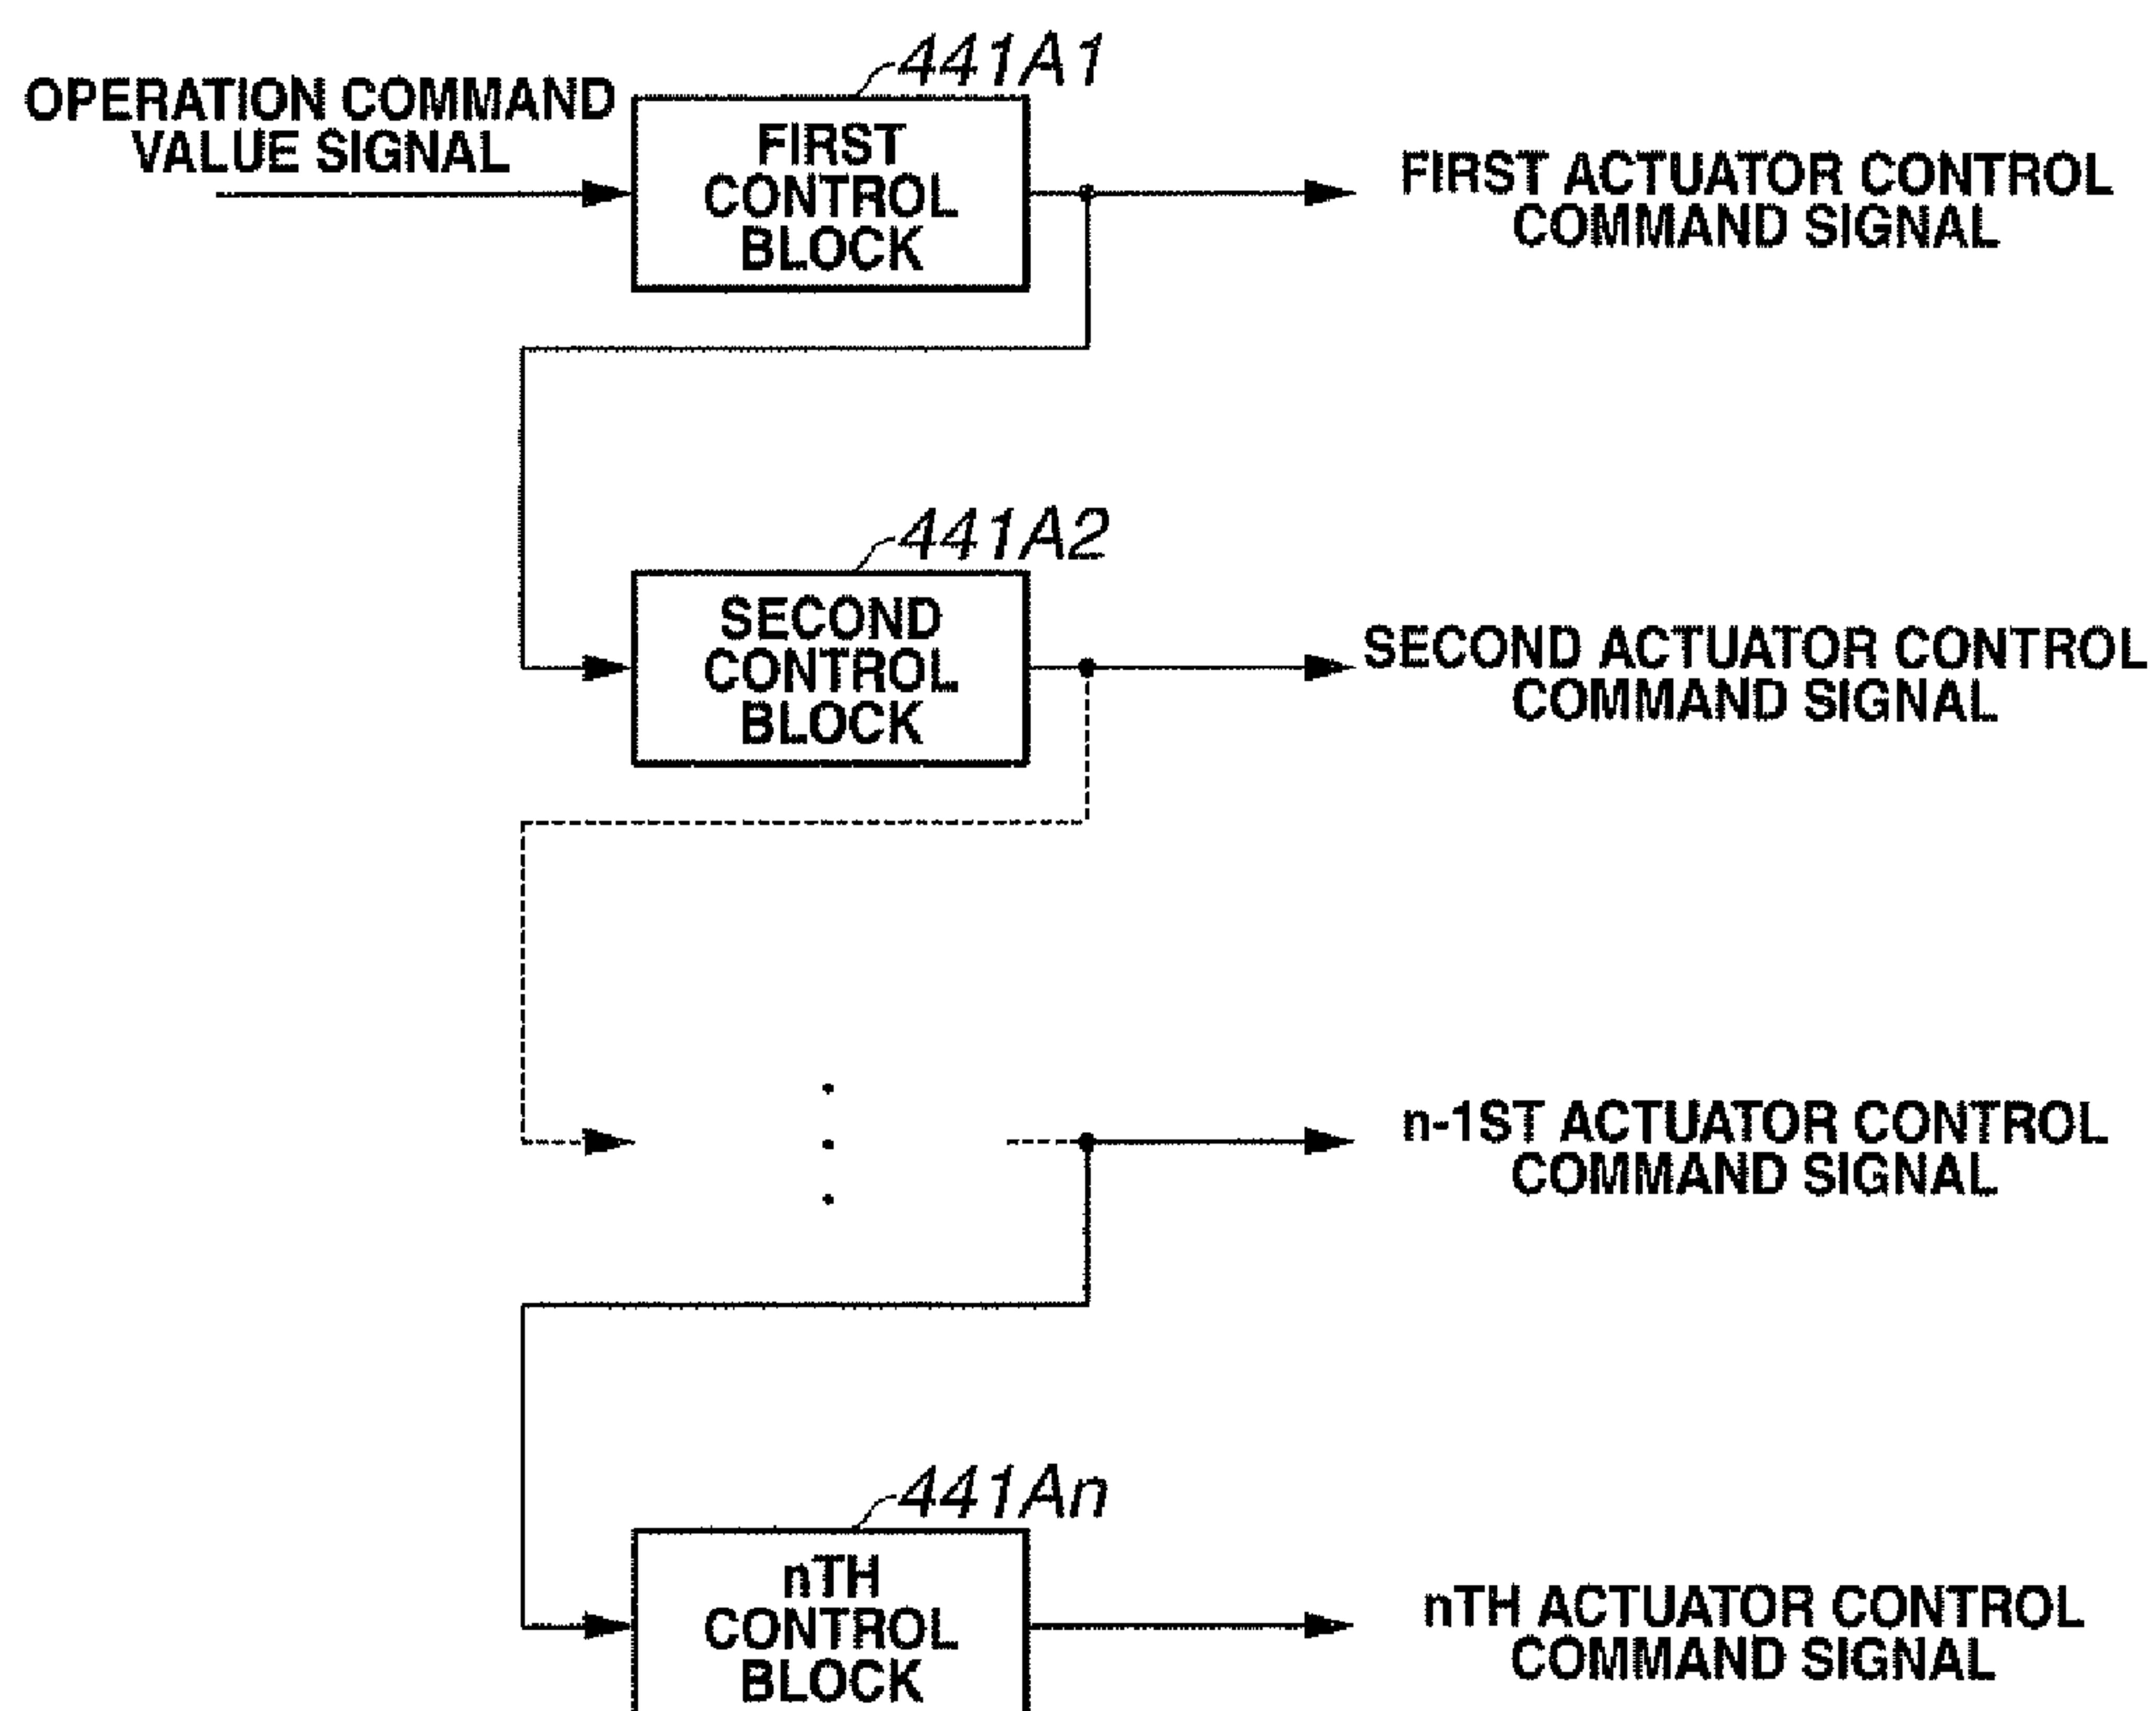 441A1
OPERATION COMMAND
VALUE SIGNAL
FIRST
CONTROL
BLOCK
FIRST ACTUATOR CONTROL
COMMAND SIGNAL
441A2
SECOND
CONTROL
BLOCK
SECOND ACTUATOR CONTROL
COMMAND SIGNAL
n-1ST ACTUATOR CONTROL
COMMAND SIGNAL
441An
nTH
CONTROL
BLOCK
nTH ACTUATOR CONTROL
COMMAND SIGNAL